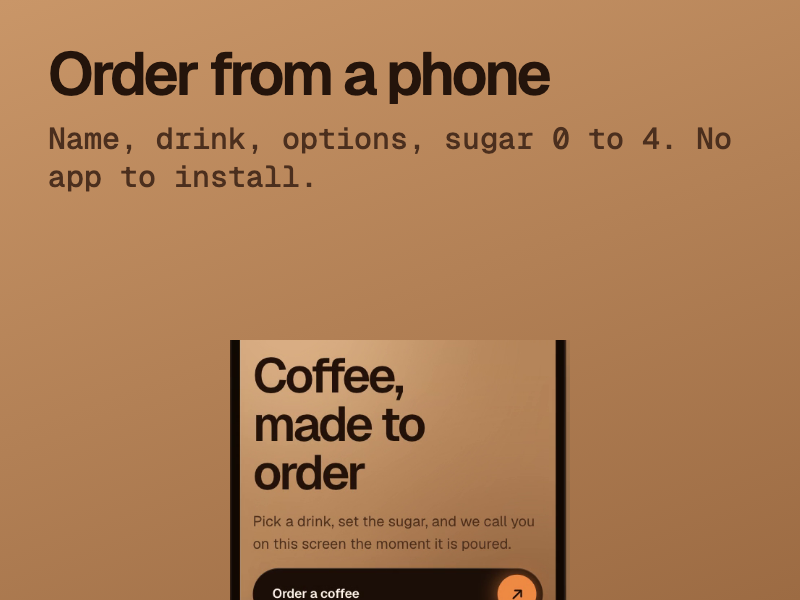 Order from a phone
Name, drink, options, sugar 0 to 4. No
app to install.
Coffee,
made to
order
Pick a drink, set the sugar, and we call you
on this screen the moment it is poured.
Order a coffee